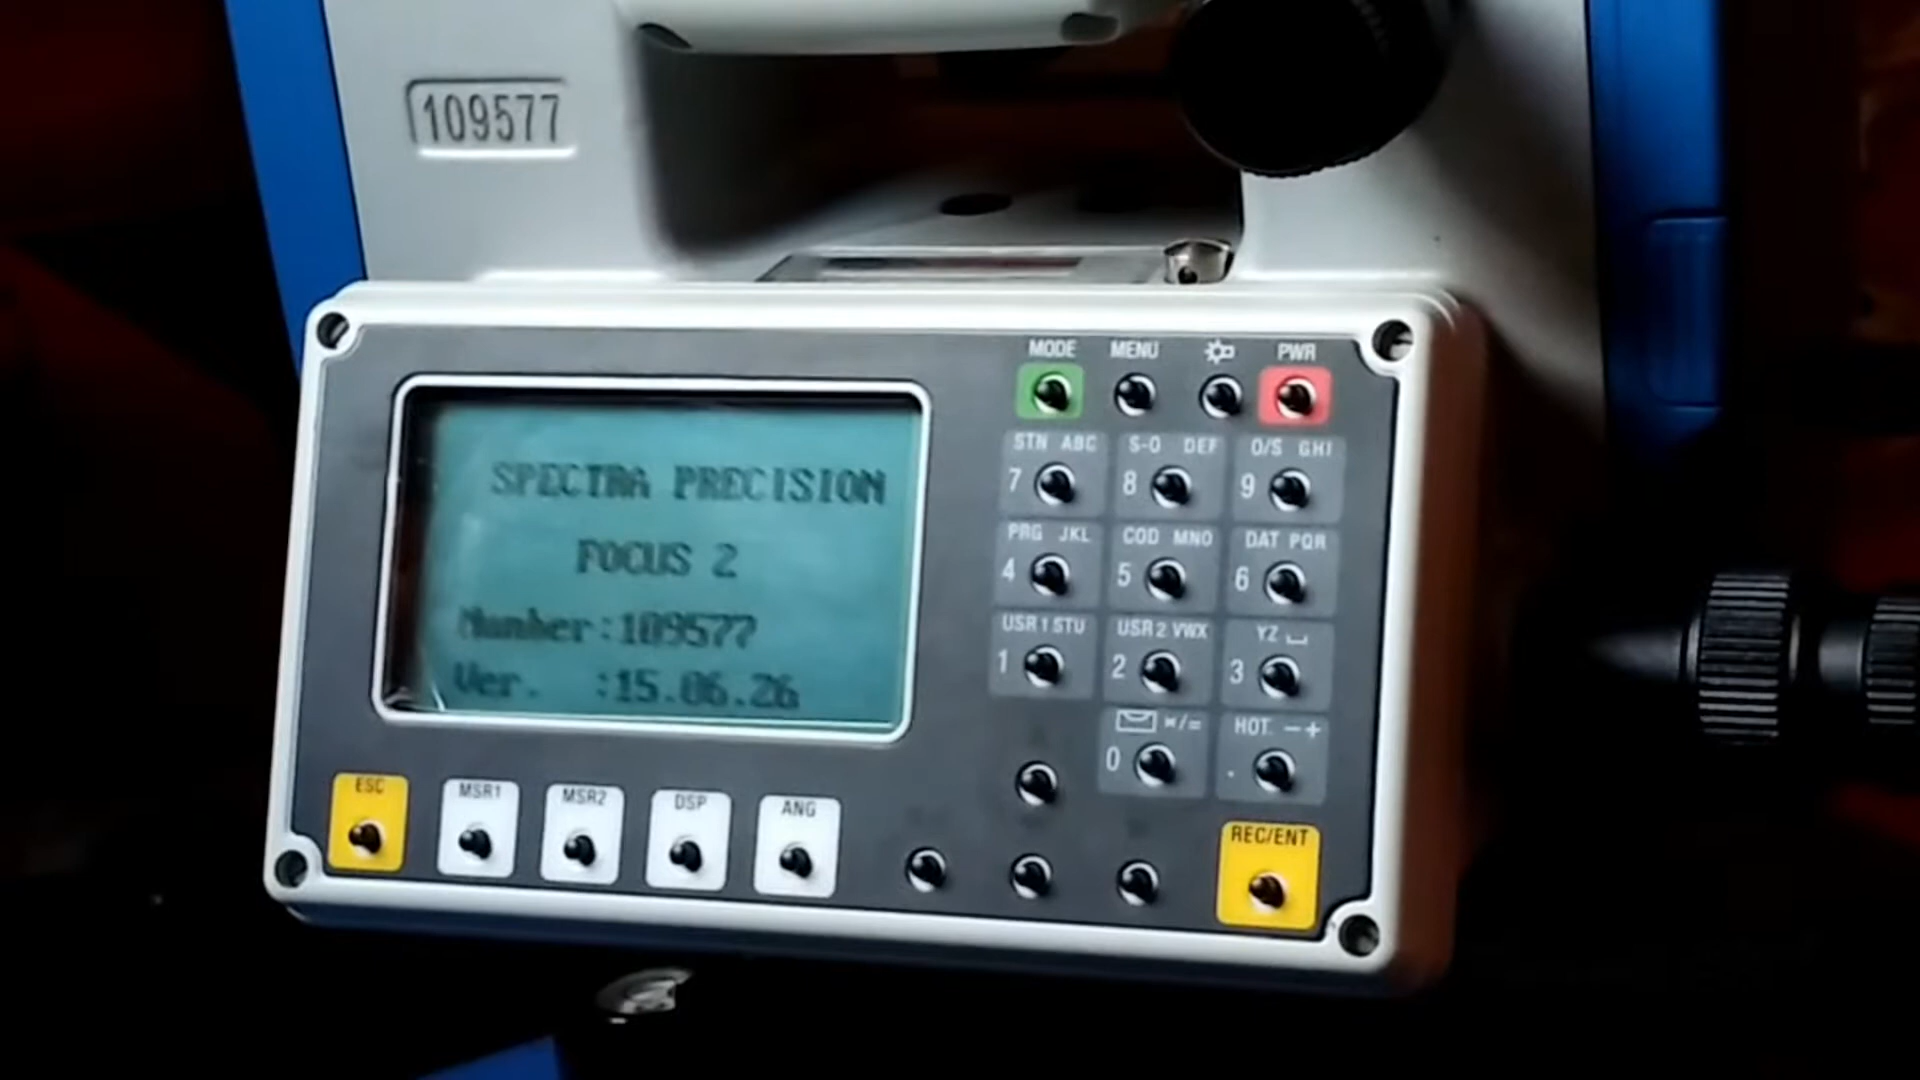 109577
SPECTRA PRECISION
FOCUS 2
Number:109577
Ver. :15.06.26
MODE MENU PWR
STN ABC S-O DEF O/S GHI
7 8 9
PRG JKL COD MNO DAT PQR
4 5 6
USR1 STU USR2 VWX YZ ⌴
1 2 3
*/= HOT -+
0 .
ESC MSR1 MSR2 DSP ANG REC/ENT